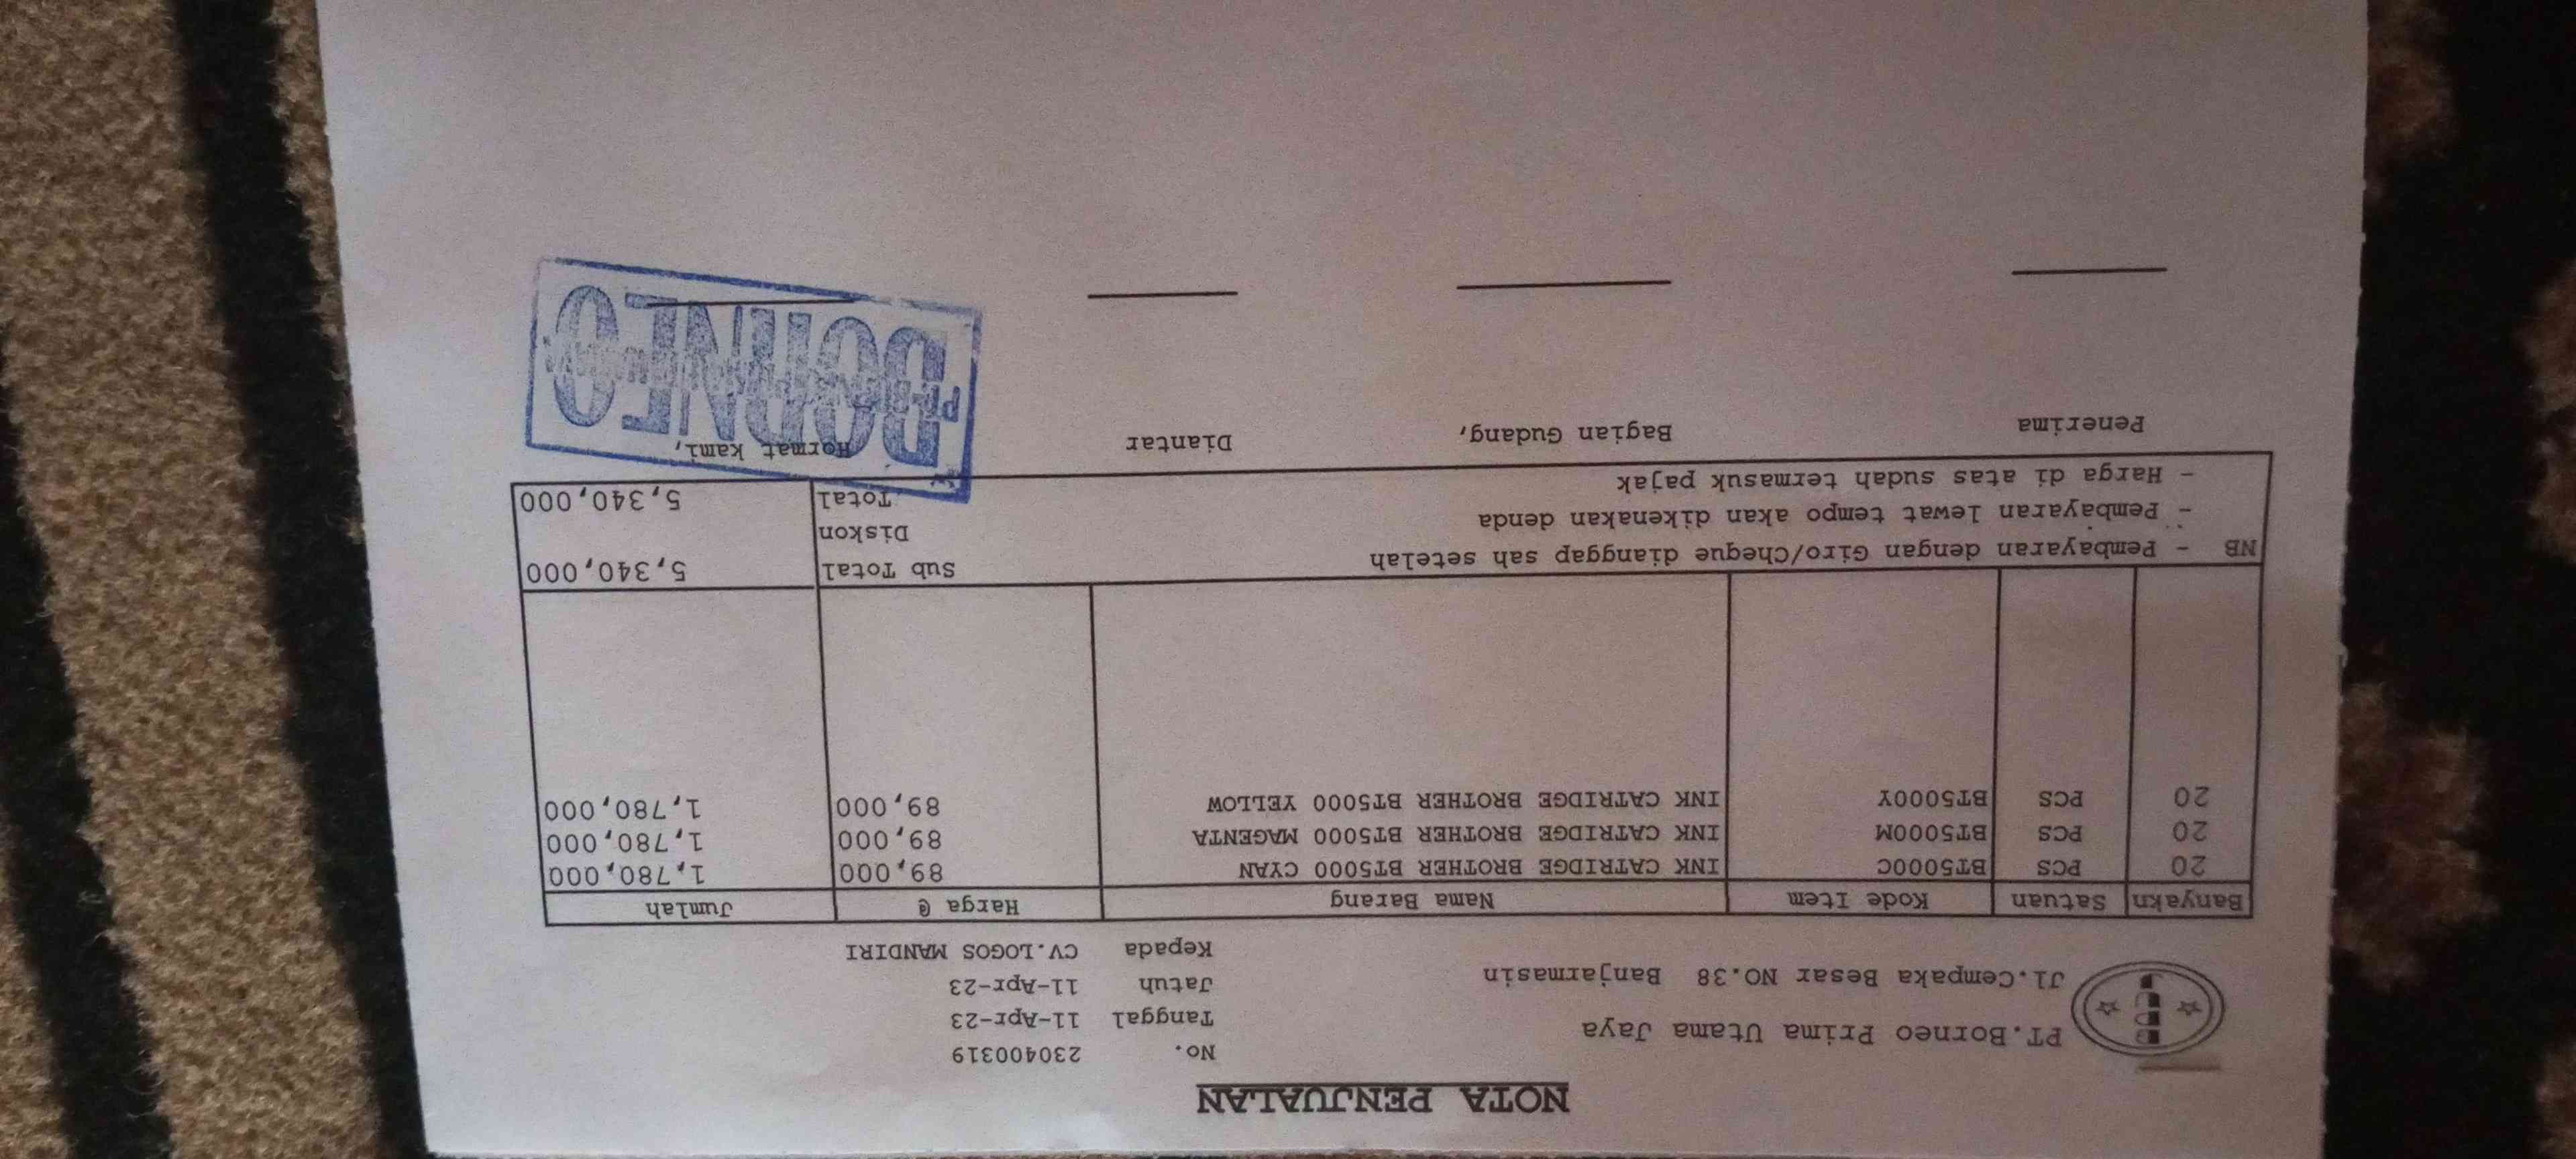 NOTA PENJUALAN
PT.Borneo Prima Utama Jaya
Jl.Cempaka Besar NO.38 Banjarmasin
No. 230400319
Tanggal 11-Apr-23
Jatuh 11-Apr-23
Kepada CV.LOGOS MANDIRI
Banyakn Satuan Kode Item Nama Barang Harga @ Jumlah
20 PCS BT5000C INK CATRIDGE BROTHER BT5000 CYAN 89,000 1,780,000
20 PCS BT5000M INK CATRIDGE BROTHER BT5000 MAGENTA 89,000 1,780,000
20 PCS BT5000Y INK CATRIDGE BROTHER BT5000 YELLOW 89,000 1,780,000
NB - Pembayaran dengan Giro/Cheque dianggap sah setelah Sub Total 5,340,000
- Pembayaran lewat tempo akan dikenakan denda Diskon
- Harga di atas sudah termasuk pajak Total 5,340,000
Penerima Bagian Gudang, Diantar Hormat kami,
BORNEO